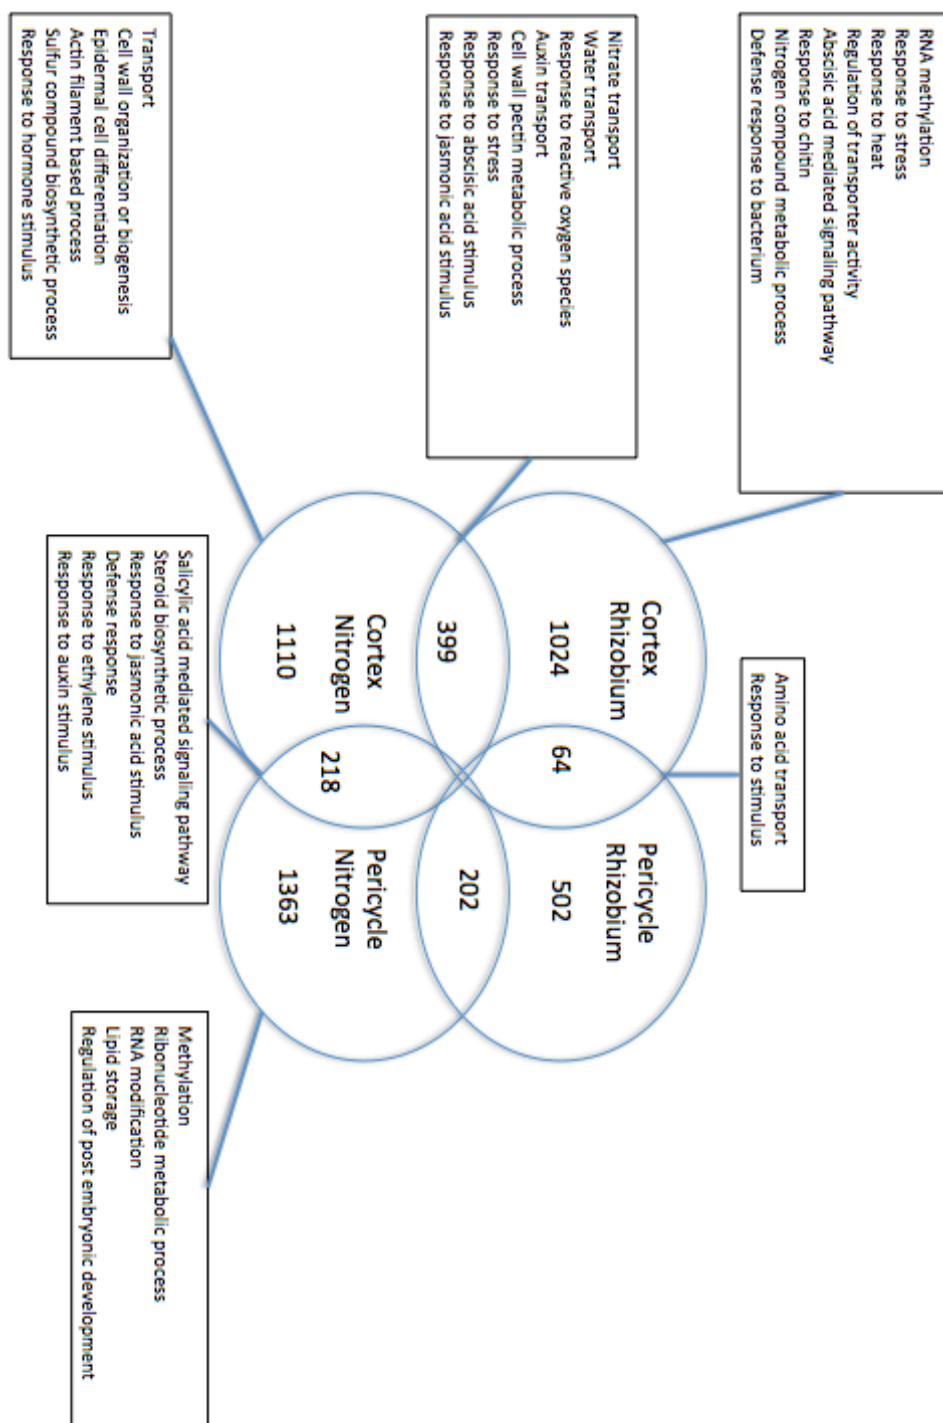 RNA methylation
Response to stress
Response to heat
Regulation of transporter activity
Abscisic acid mediated signaling pathway
Response to chitin
Nitrogen compound metabolic process
Defense response to bacterium
Amino acid transport
Response to stimulus
Cortex
Rhizobium
1024
64
Pericycle
Rhizobium
502
Nitrate transport
Water transport
Response to reactive oxygen species
Auxin transport
Cell wall pectin metabolic process
Response to stress
Response to abscisic acid stimulus
Response to jasmonic acid stimulus
399
202
Cortex
Nitrogen
1110
218
Pericycle
Nitrogen
1363
Transport
Cell wall organization or biogenesis
Epidermal cell differentiation
Actin filament based process
Sulfur compound biosynthetic process
Response to hormone stimulus
Salicylic acid mediated signaling pathway
Steroid biosynthetic process
Response to jasmonic acid stimulus
Defense response
Response to ethylene stimulus
Response to auxin stimulus
Methylation
Ribonucleotide metabolic process
RNA modification
Lipid storage
Regulation of post embryonic development